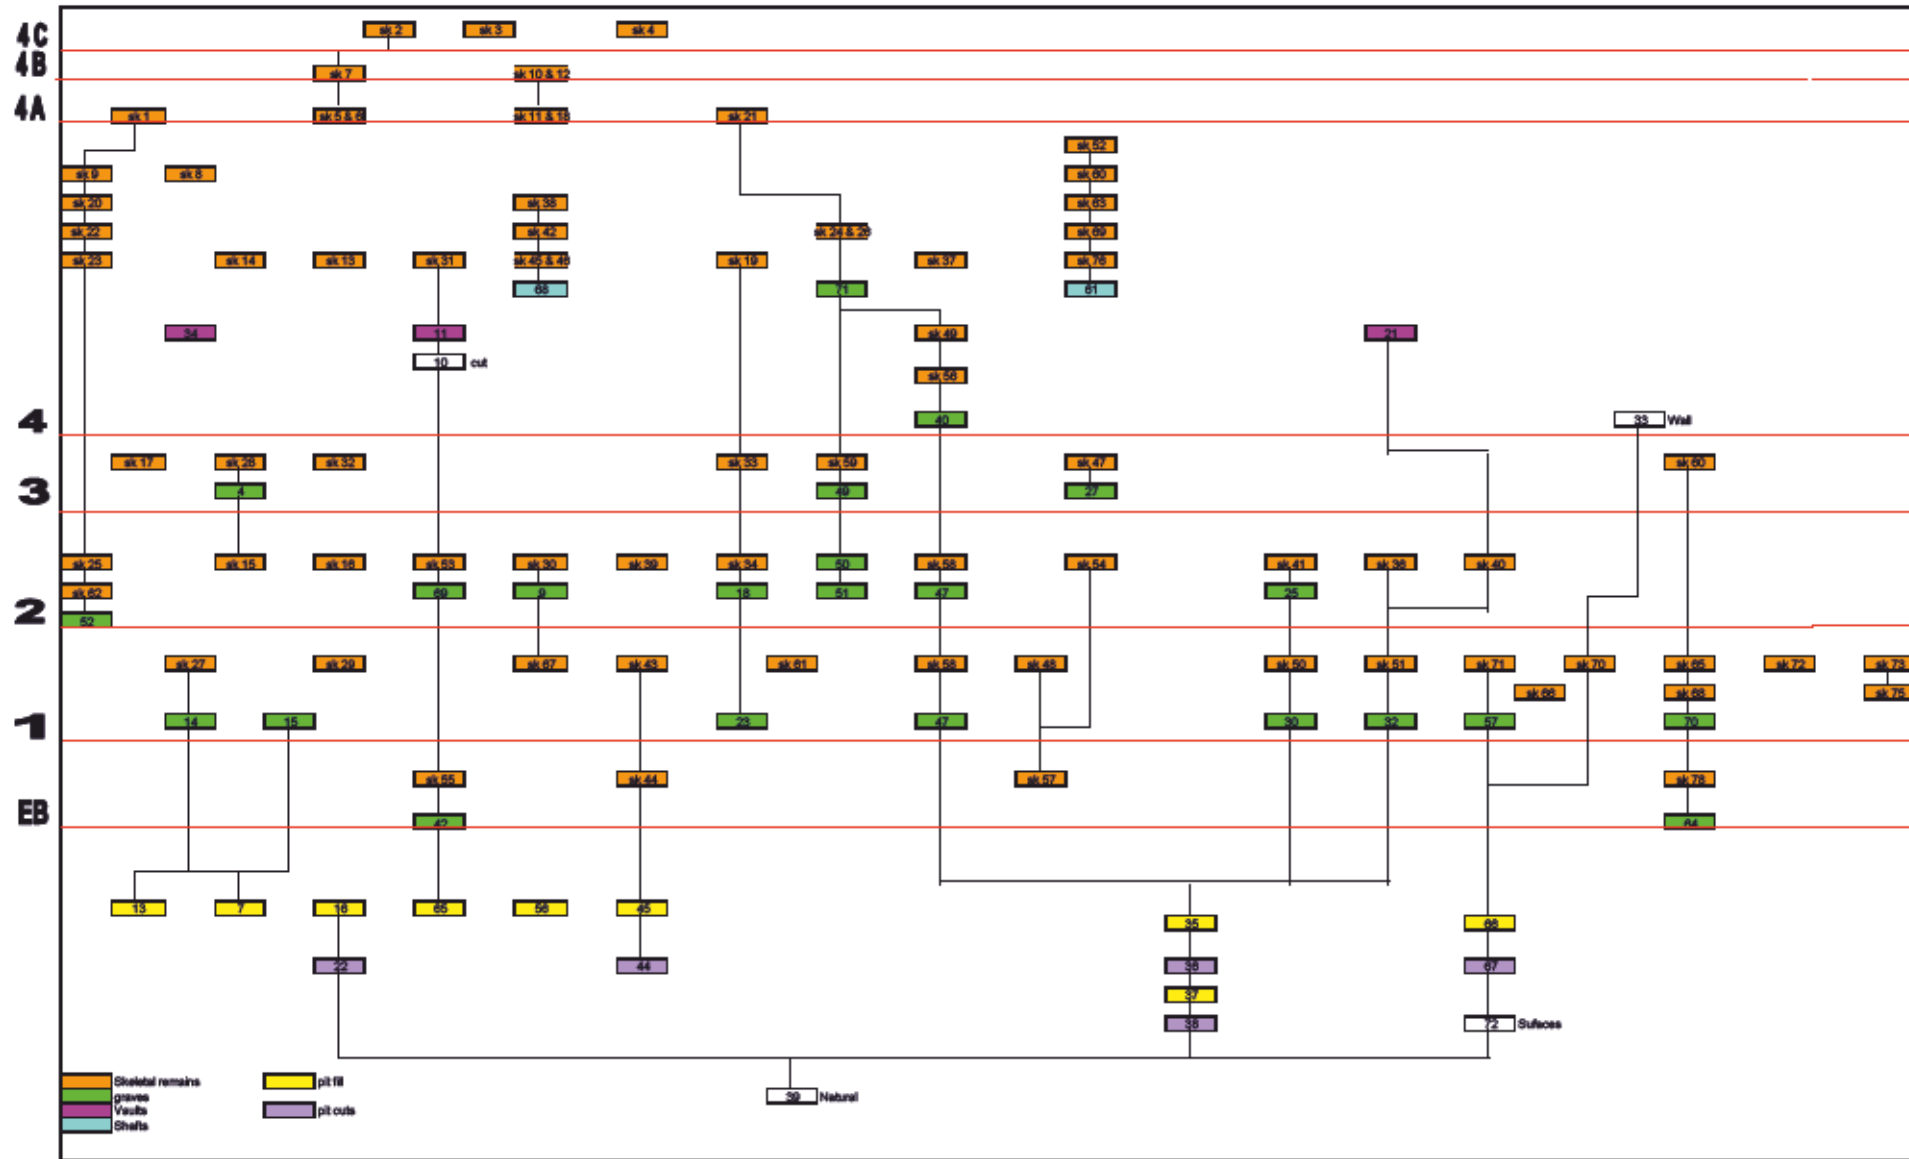 4C
sk 2 sk 3 sk 4
4B
sk 7 sk 10 & 12
4A
sk 1 sk 5 & 6 sk 11 & 18 sk 21
sk 52
sk 9 sk 8 sk 60
sk 20 sk 38 sk 63
sk 22 sk 42 sk 24 & 26 sk 69
sk 23 sk 14 sk 13 sk 31 sk 45 & 46 sk 19 sk 37 sk 76
68 71 61
34 11 sk 49 21
10 cut
sk 56
4 40 33 Wall
sk 17 sk 28 sk 32 sk 33 sk 59 sk 47 sk 80
3 4 49 27
sk 25 sk 15 sk 16 sk 53 sk 30 sk 39 sk 34 50 sk 58 sk 54 sk 41 sk 36 sk 40
sk 62 69 9 18 51 47 25
2 52
sk 27 sk 29 sk 67 sk 43 sk 61 sk 58 sk 48 sk 50 sk 51 sk 71 sk 70 sk 65 sk 72 sk 73
sk 66 sk 68 sk 75
1 14 15 23 47 30 32 57 70
sk 55 sk 44 sk 57 sk 78
EB 42 64
13 7 16 65 56 45
35 66
22 44 36 67
37
38 72 Sufaces
Skeletal remains pit fill
graves 39 Natural
Vaults pit cuts
Shafts